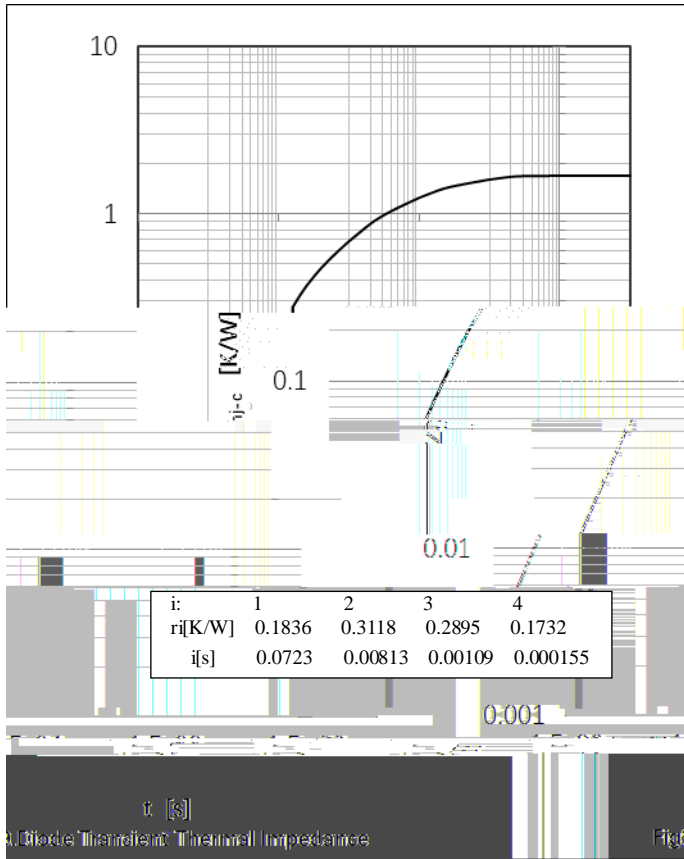 10
1
[K/W]
0.1
0.01
i: 1 2 3 4
ri[K/W] 0.1836 0.3118 0.2895 0.1732
i[s] 0.0723 0.00813 0.00109 0.000155
0.001
t [s]
Diode Transient Thermal Impedance